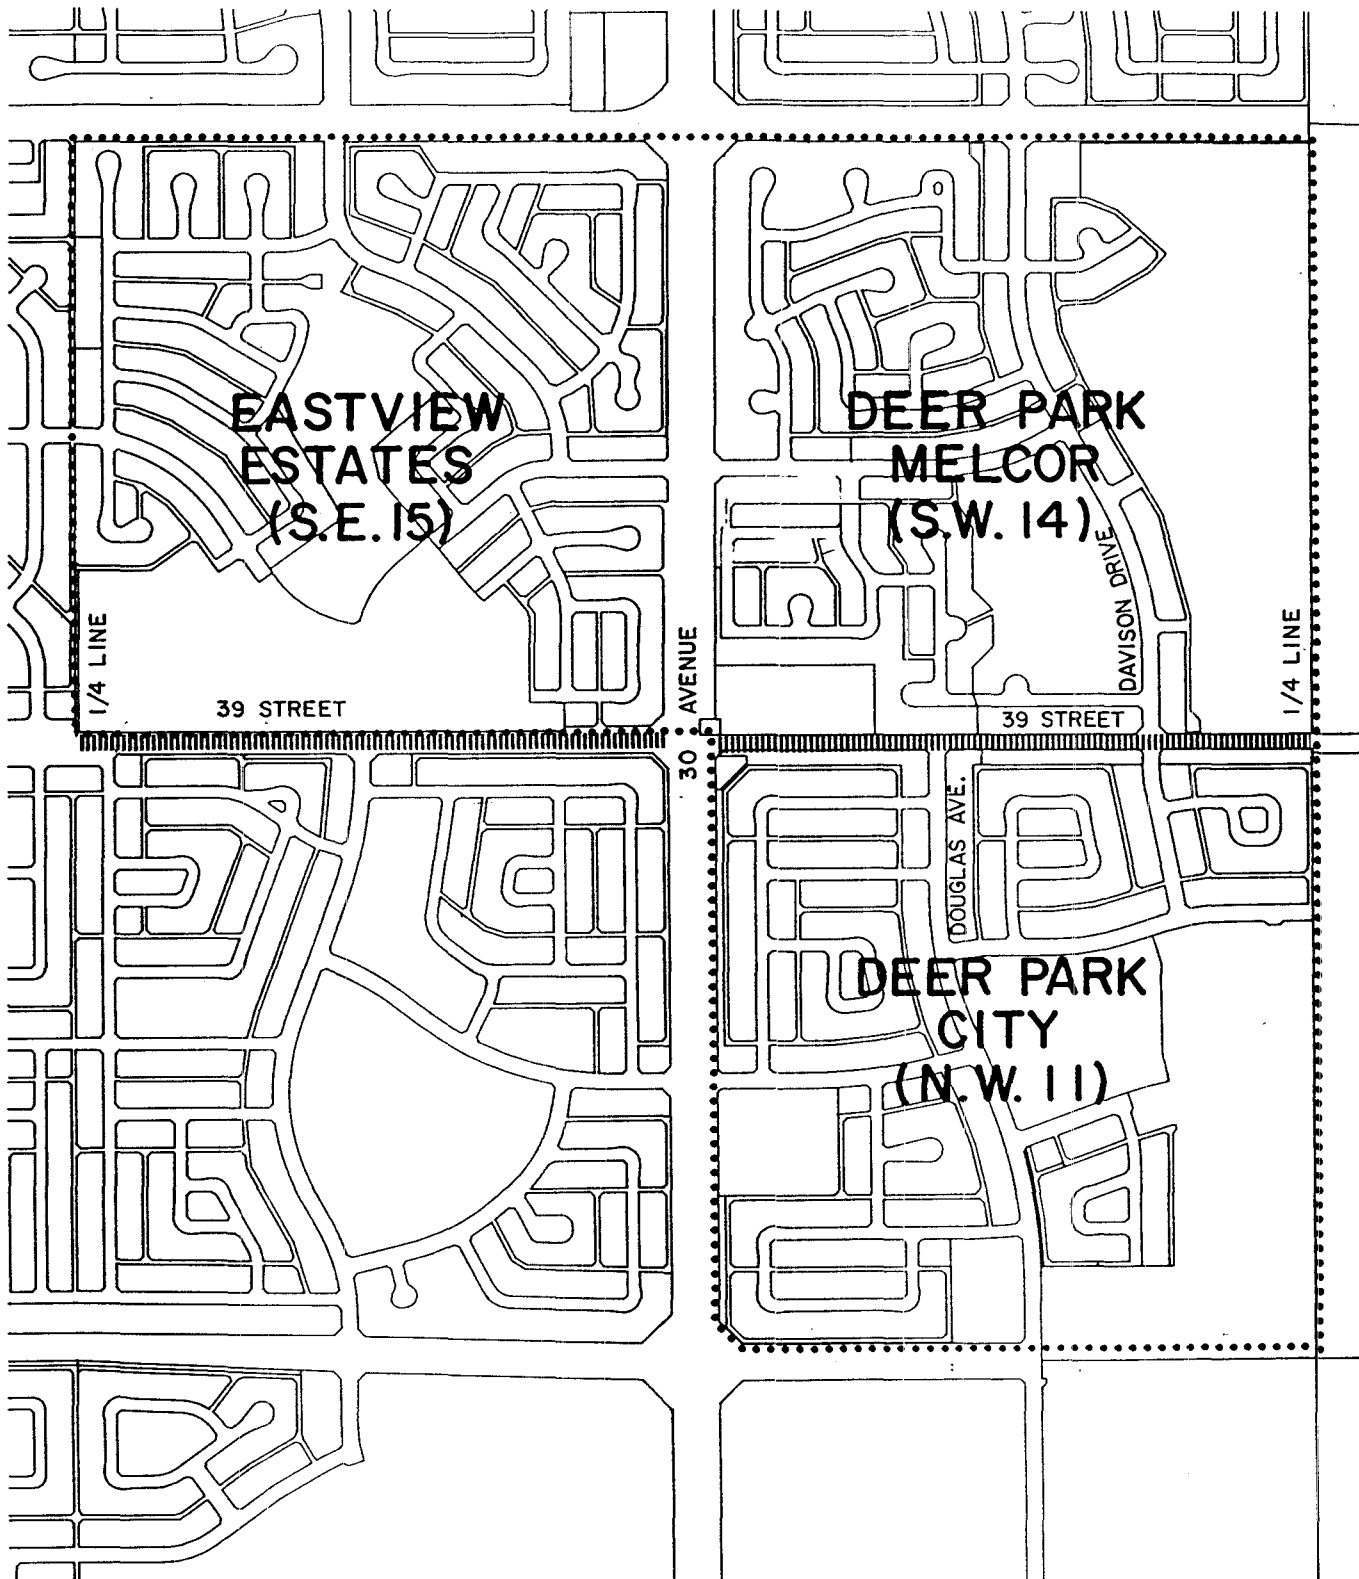 EASTVIEW
ESTATES
(S.E. 15)
DEER PARK
MELCOR
(S.W. 14)
DAVISON DRIVE
1/4 LINE
39 STREET
30 AVENUE
39 STREET
1/4 LINE
DOUGLAS AVE.
DEER PARK
CITY
(N.W. 11)